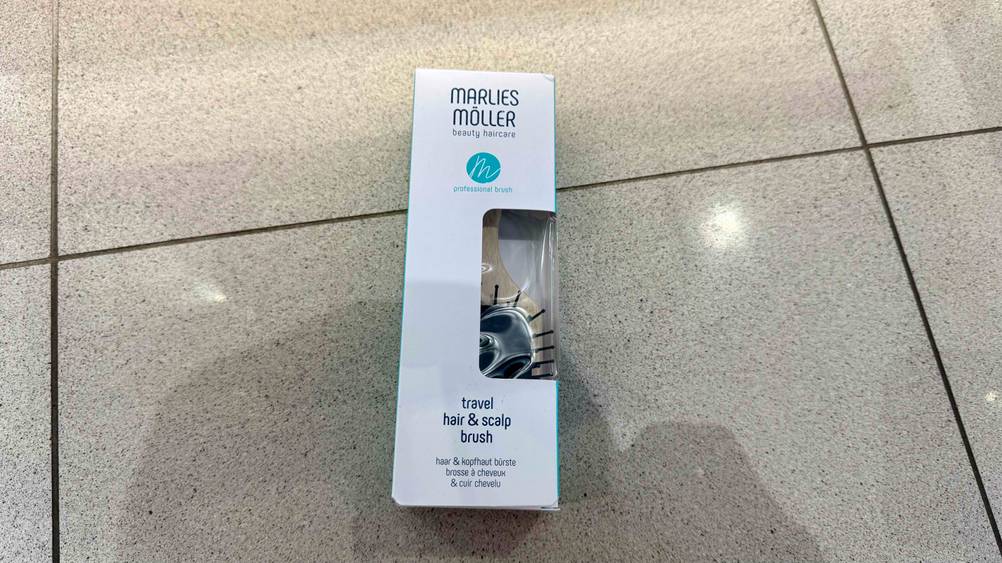 MARLIES
MÖLLER
beauty haircare
m
professional brush
travel
hair & scalp
brush
haar & kopfhaut bürste
brosse à cheveux
& cuir chevelu